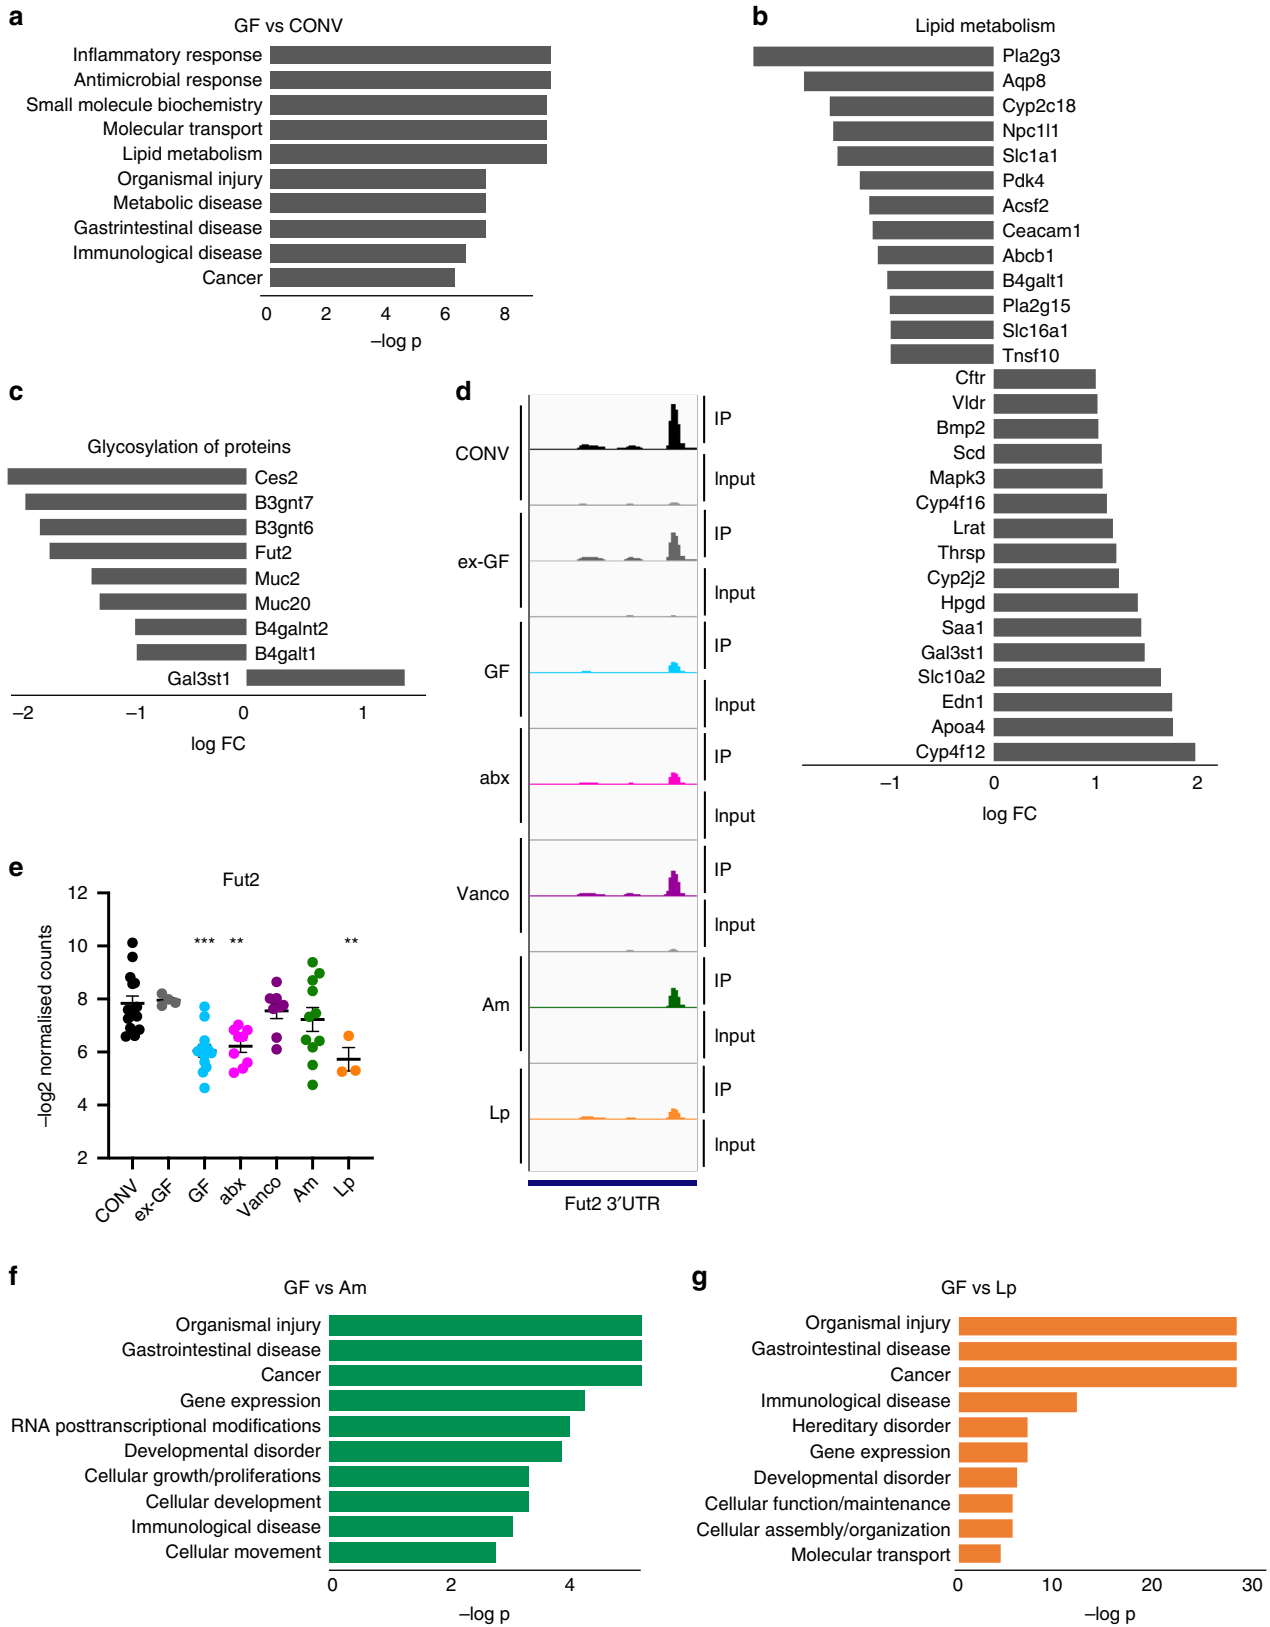 a
GF vs CONV
Inflammatory response
Antimicrobial response
Small molecule biochemistry
Molecular transport
Lipid metabolism
Organismal injury
Metabolic disease
Gastrintestinal disease
Immunological disease
Cancer
0 2 4 6 8
–log p
b
Lipid metabolism
Pla2g3
Aqp8
Cyp2c18
Npc1l1
Slc1a1
Pdk4
Acsf2
Ceacam1
Abcb1
B4galt1
Pla2g15
Slc16a1
Tnsf10
Cftr
Vldr
Bmp2
Scd
Mapk3
Cyp4f16
Lrat
Thrsp
Cyp2j2
Hpgd
Saa1
Gal3st1
Slc10a2
Edn1
Apoa4
Cyp4f12
–1 0 1 2
log FC
c
Glycosylation of proteins
Ces2
B3gnt7
B3gnt6
Fut2
Muc2
Muc20
B4galnt2
B4galt1
Gal3st1
–2 –1 0 1
log FC
d
CONV
IP
Input
ex-GF
IP
Input
GF
IP
Input
abx
IP
Input
Vanco
IP
Input
Am
IP
Input
Lp
IP
Input
Fut2 3′UTR
e
Fut2
–log2 normalised counts
12
10
8
6
4
2
*** ** **
CONV ex-GF GF abx Vanco Am Lp
f
GF vs Am
Organismal injury
Gastrointestinal disease
Cancer
Gene expression
RNA posttranscriptional modifications
Developmental disorder
Cellular growth/proliferations
Cellular development
Immunological disease
Cellular movement
0 2 4
–log p
g
GF vs Lp
Organismal injury
Gastrointestinal disease
Cancer
Immunological disease
Hereditary disorder
Gene expression
Developmental disorder
Cellular function/maintenance
Cellular assembly/organization
Molecular transport
0 10 20 30
–log p